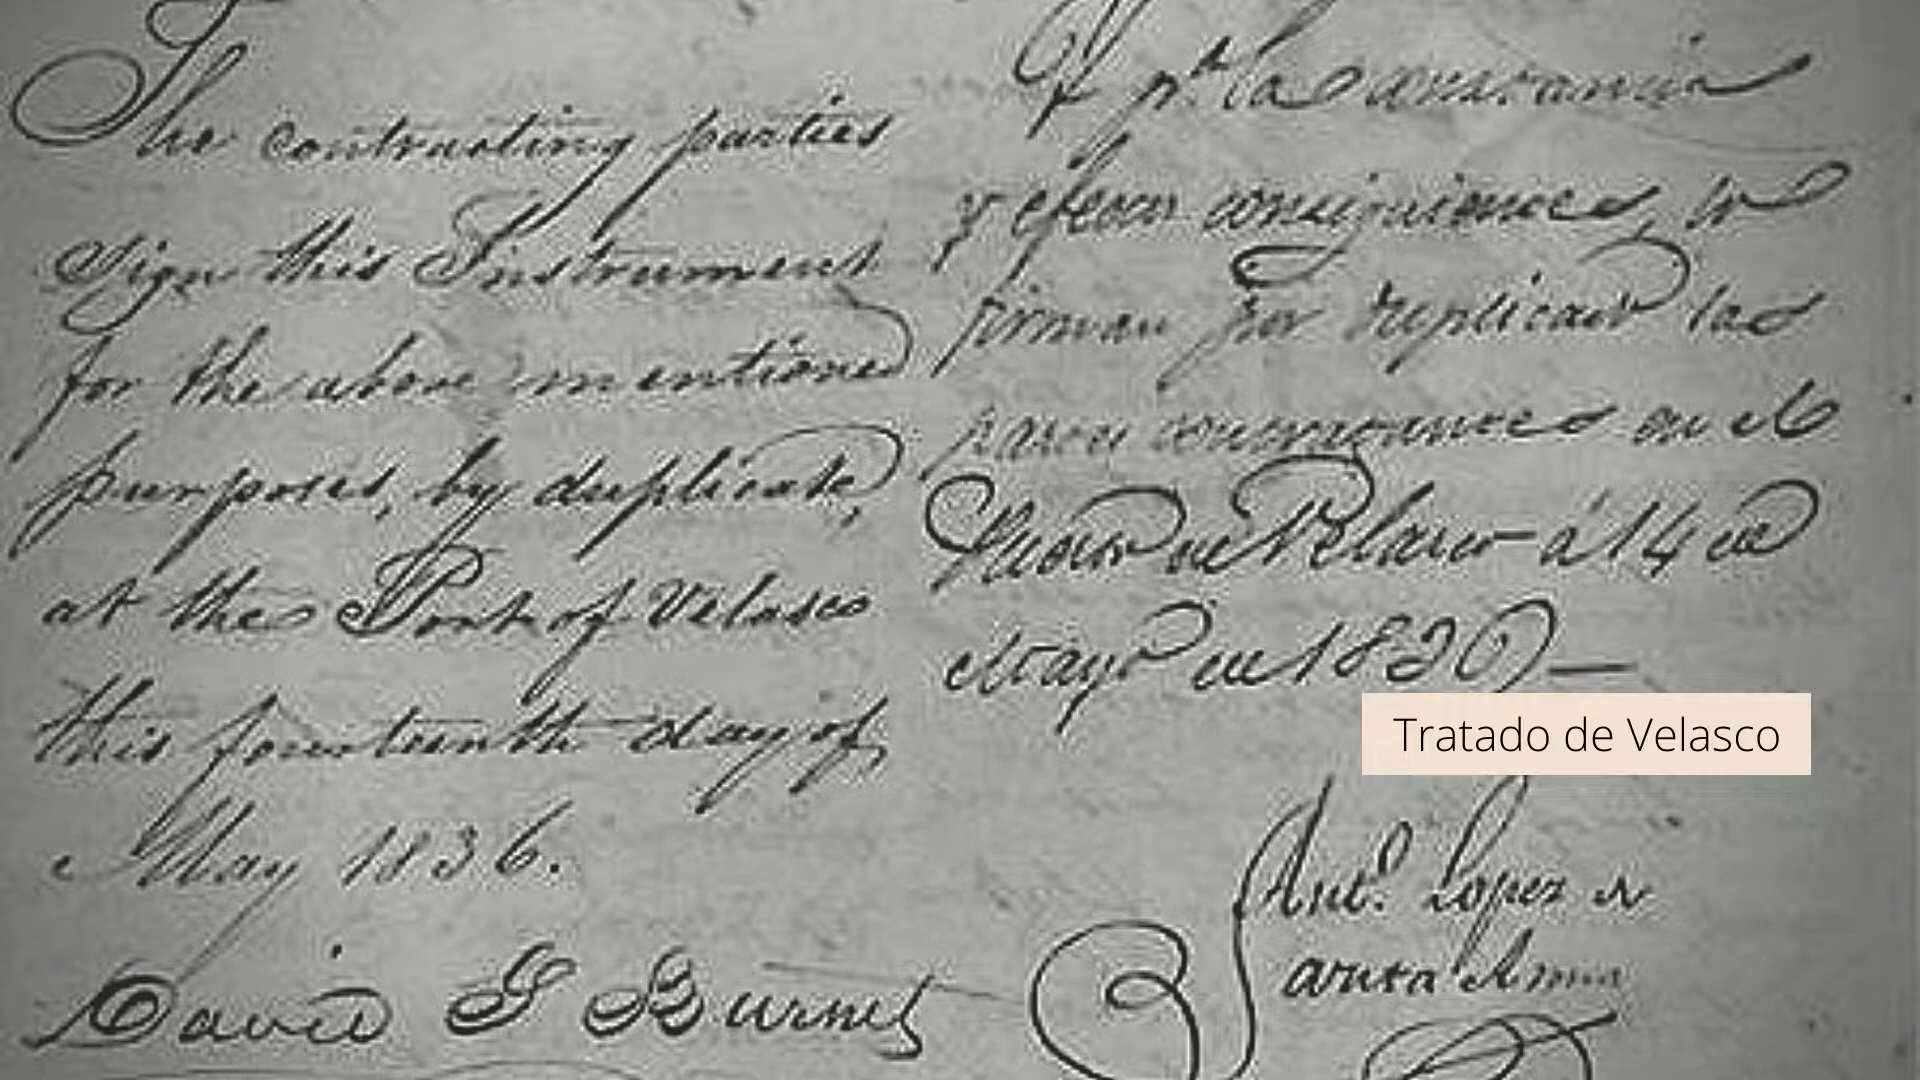 The contracting parties
sign this Instrument
for the above mentioned
purposes, by duplicate,
at the Port of Velasco
this fourteenth day of
May 1836.
David G Burnet
Y pª. la constancia
y efectos consiguientes, lo
firman por duplicado las
partes contratantes en el
Puerto de Velasco á 14 de
Mayo de 1836
Tratado de Velasco
Antº. Lopez de
Santa Anna